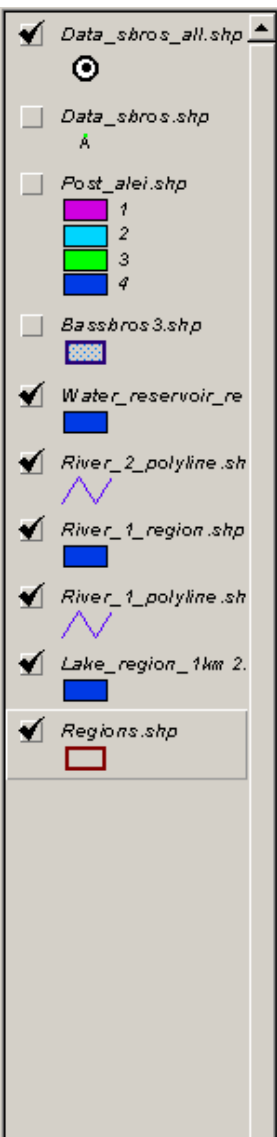 Data_sbros_all.shp
Data_sbros.shp
A
Post_alei.shp
1
2
3
4
Bassbros3.shp
Water_reservoir_re
River_2_polyline.sh
River_1_region.shp
River_1_polyline.sh
Lake_region_1km 2.
Regions.shp